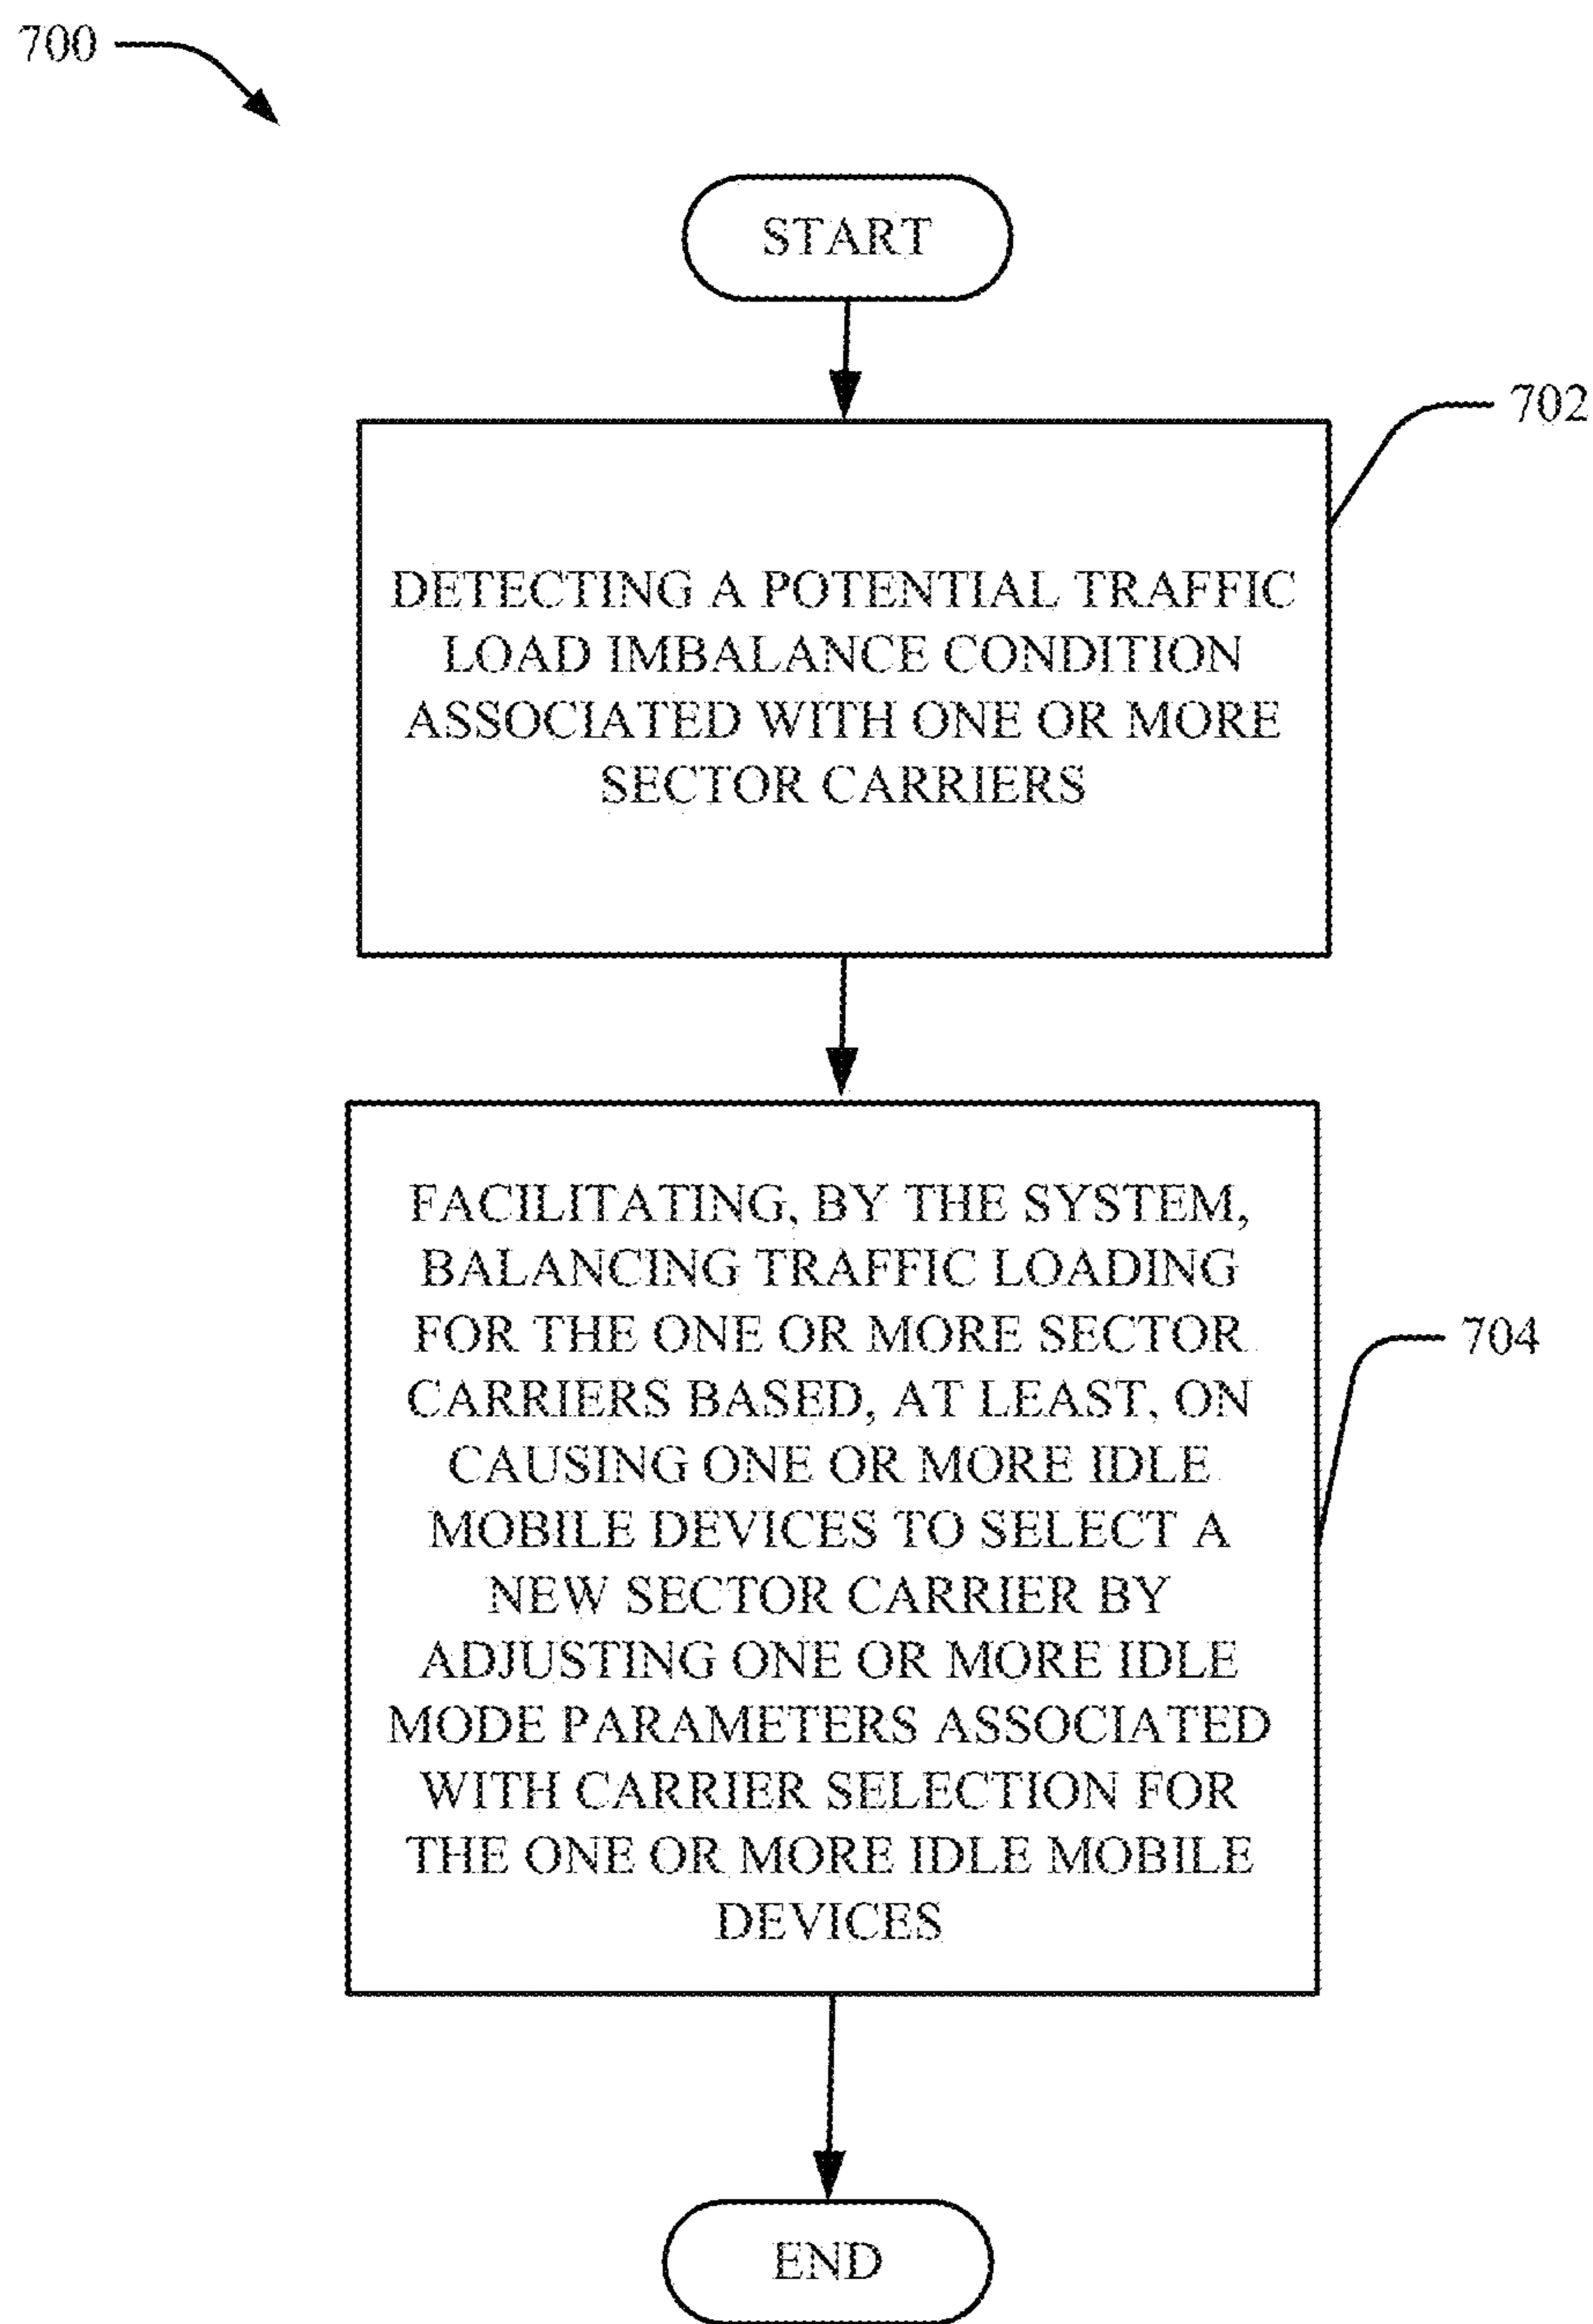 700
START
702
DETECTING A POTENTIAL TRAFFIC
LOAD IMBALANCE CONDITION
ASSOCIATED WITH ONE OR MORE
SECTOR CARRIERS
FACILITATING, BY THE SYSTEM,
BALANCING TRAFFIC LOADING
FOR THE ONE OR MORE SECTOR
704
CARRIERS BASED, AT LEAST, ON
CAUSING ONE OR MORE IDLE
MOBILE DEVICES TO SELECT A
NEW SECTOR CARRIER BY
ADJUSTING ONE OR MORE IDLE
MODE PARAMETERS ASSOCIATED
WITH CARRIER SELECTION FOR
THE ONE OR MORE IDLE MOBILE
DEVICES
END